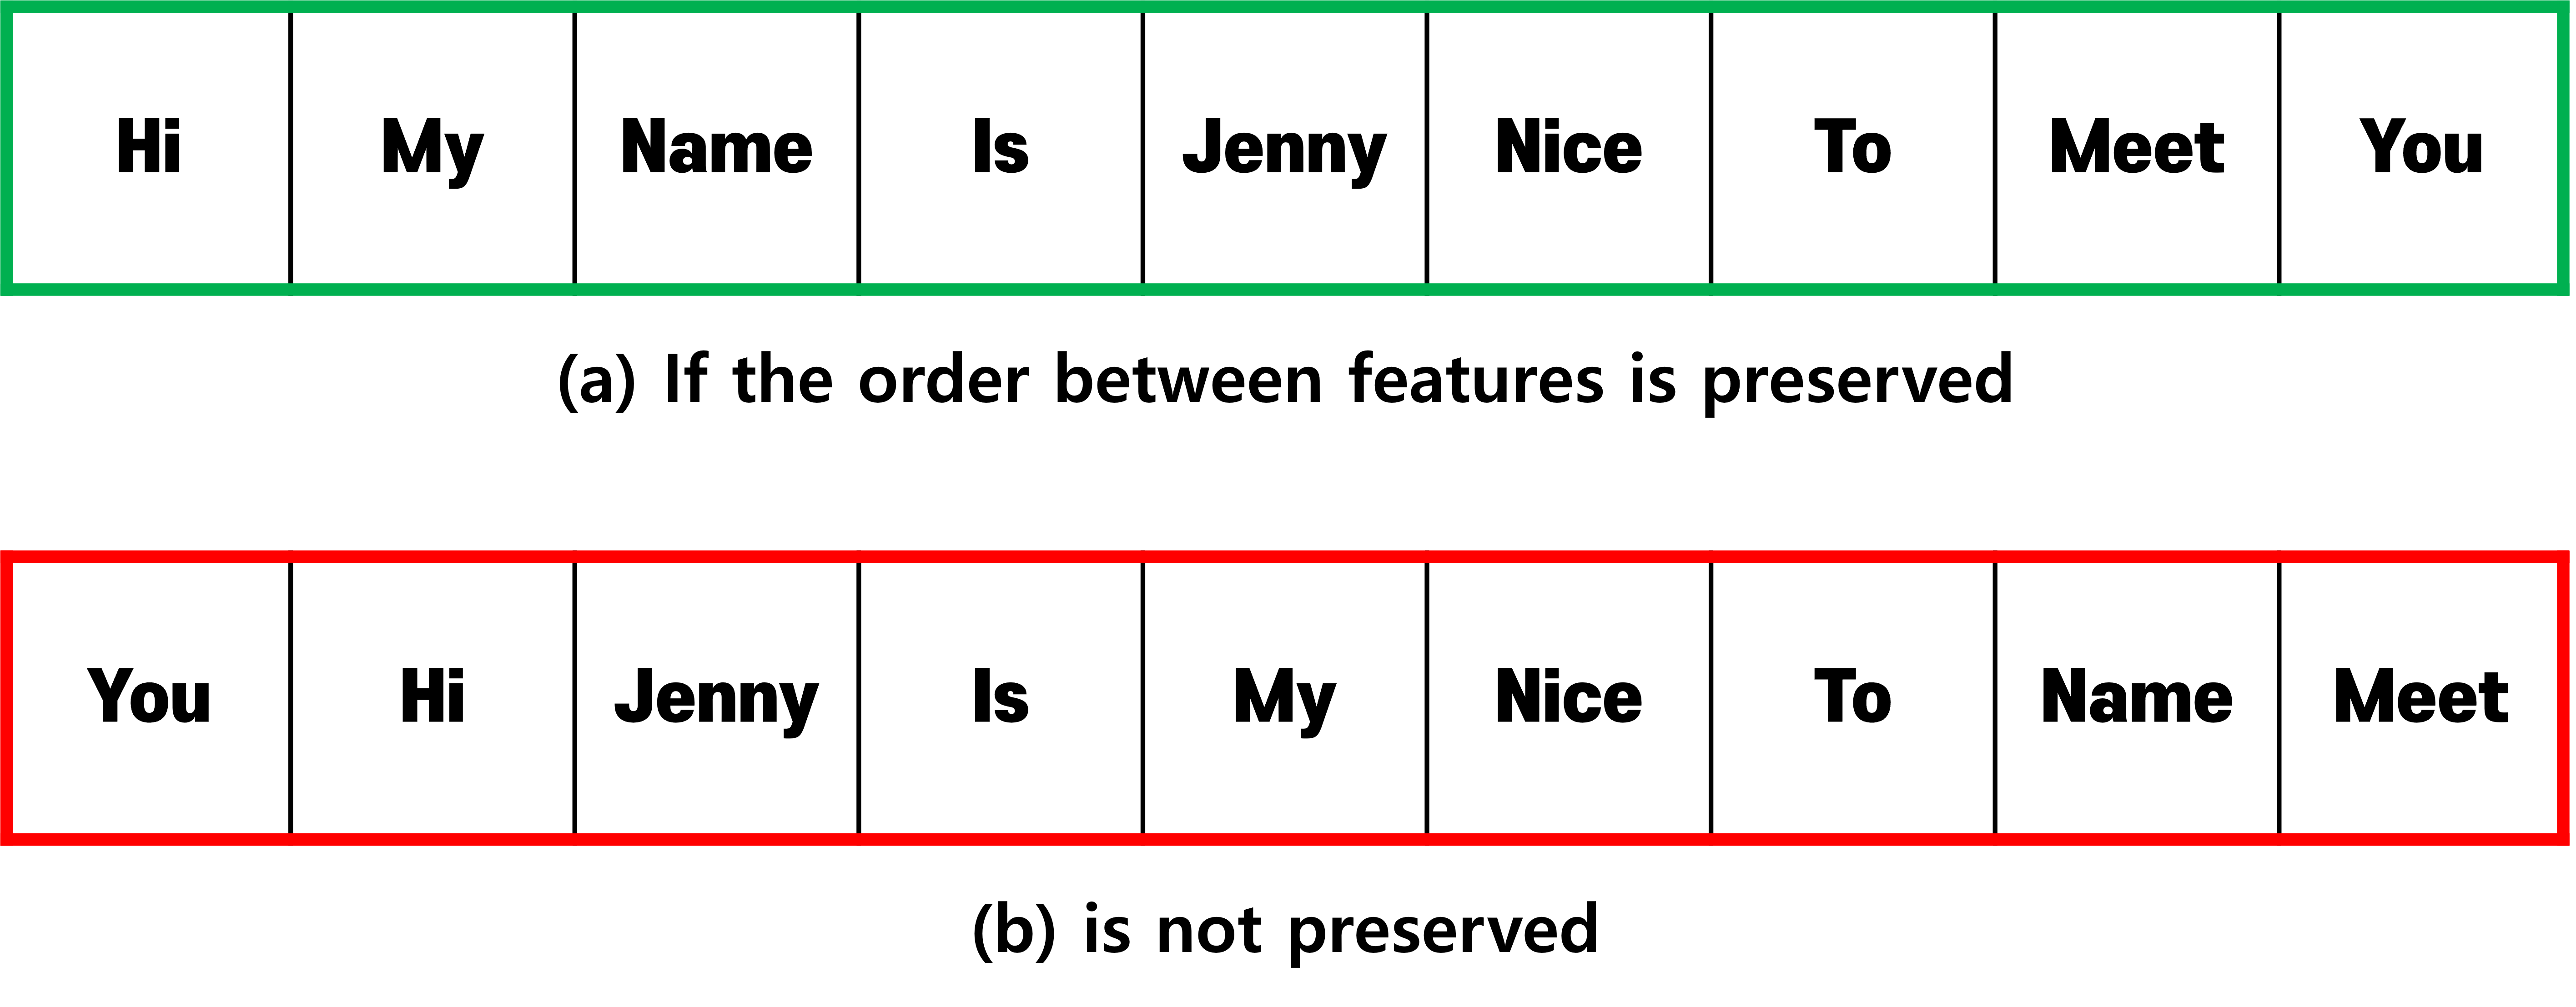 Hi My Name Is Jenny Nice To Meet You
(a) If the order between features is preserved
You Hi Jenny Is My Nice To Name Meet
(b) is not preserved